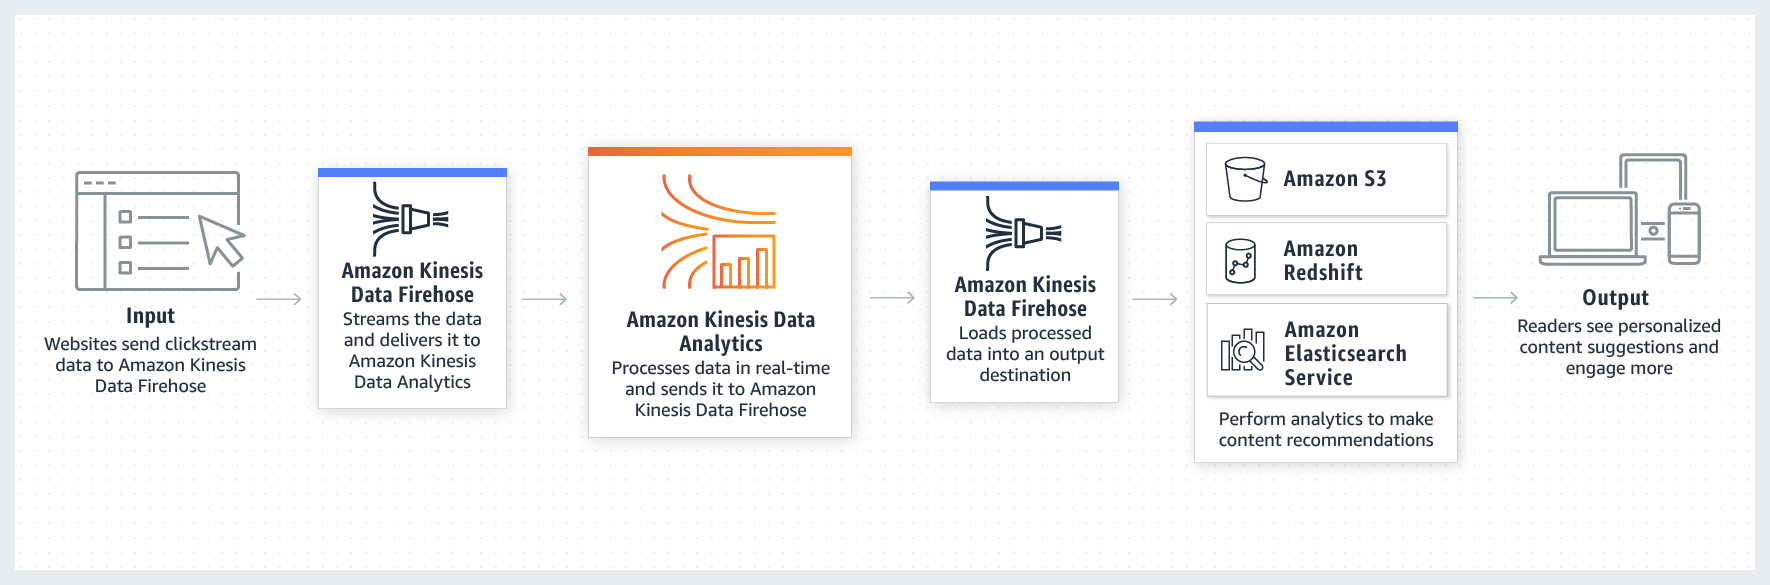 Input
Websites send clickstream
data to Amazon Kinesis
Data Firehose
Amazon Kinesis
Data Firehose
Streams the data
and delivers it to
Amazon Kinesis
Data Analytics
Amazon Kinesis Data
Analytics
Processes data in real-time
and sends it to Amazon
Kinesis Data Firehose
Amazon Kinesis
Data Firehose
Loads processed
data into an output
destination
Amazon S3
Amazon
Redshift
Amazon
Elasticsearch
Service
Perform analytics to make
content recommendations
Output
Readers see personalized
content suggestions and
engage more